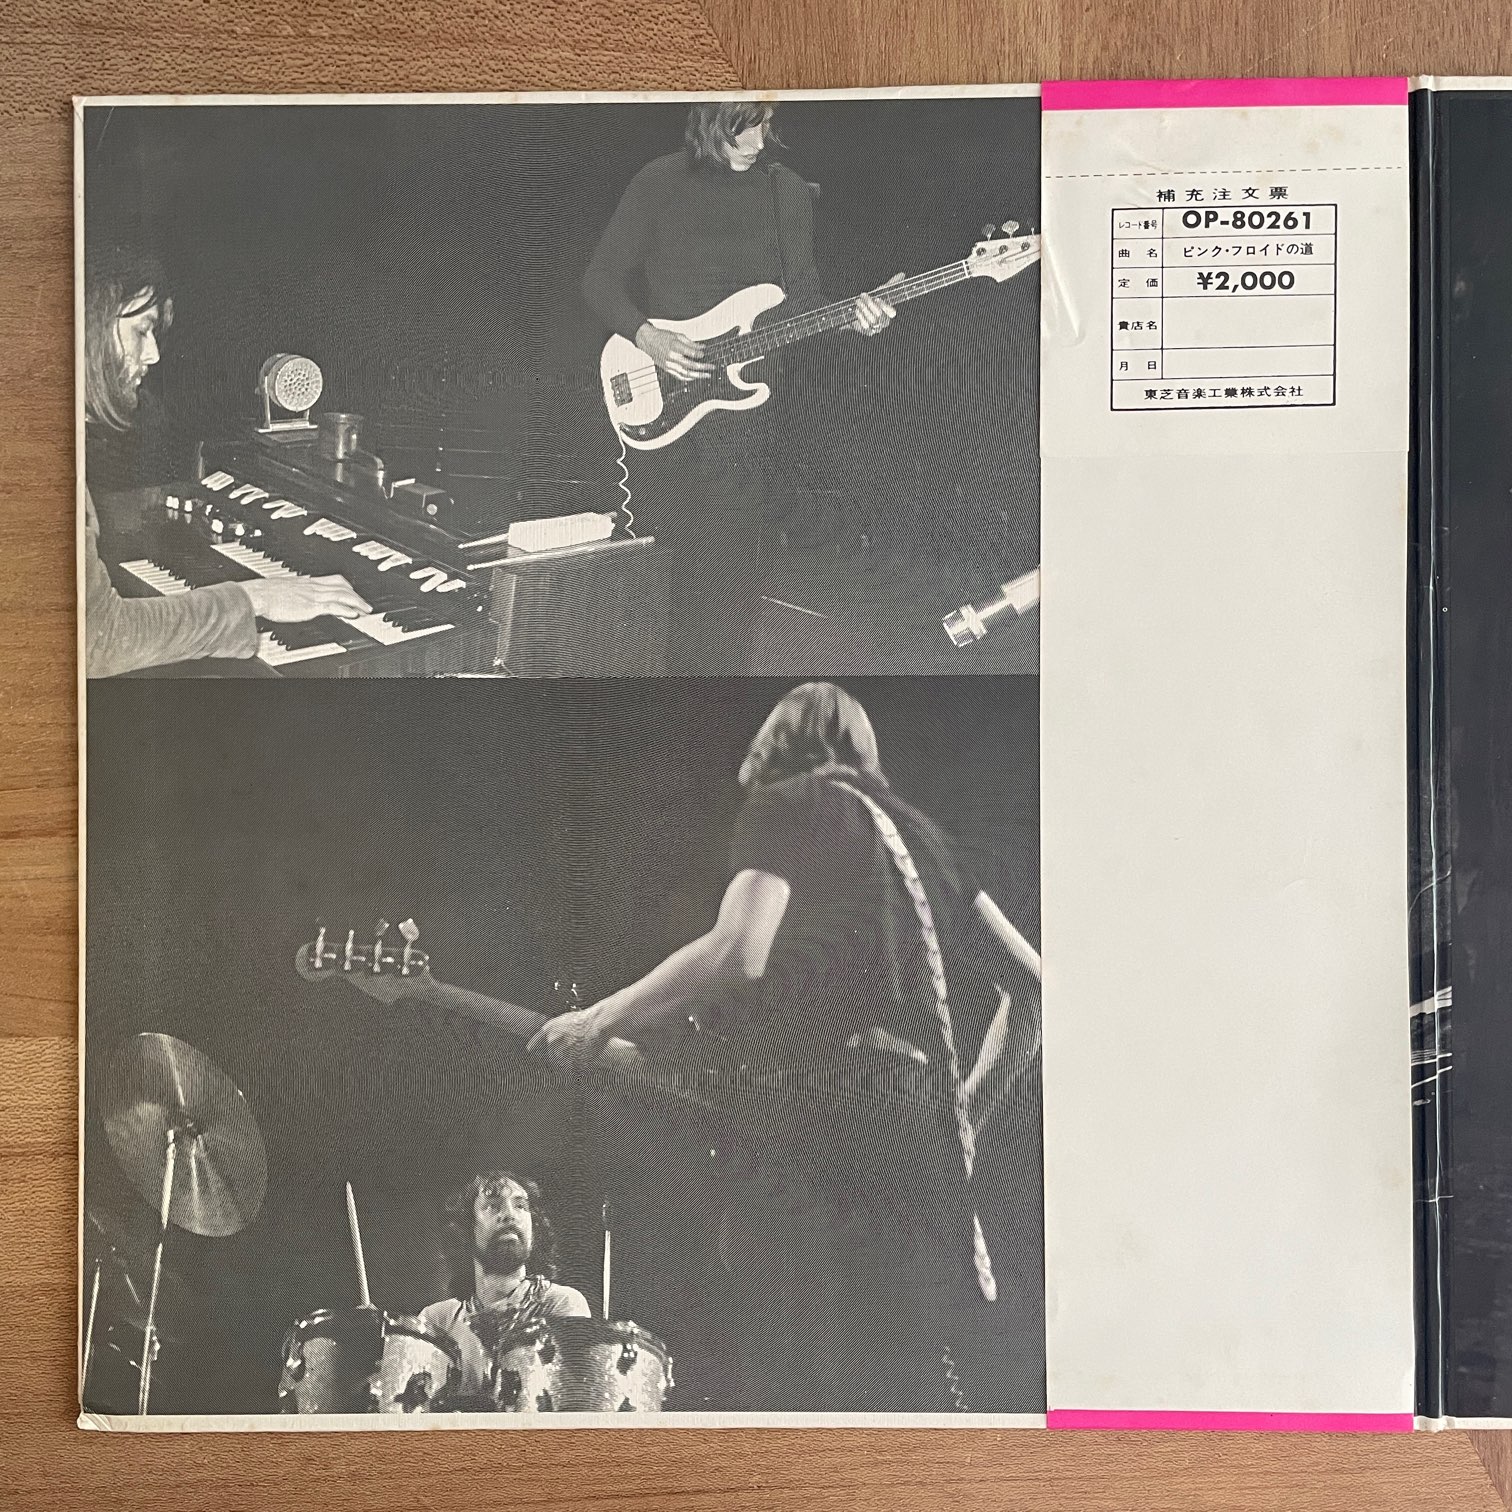 補充注文票
レコード番号 OP-80261
曲名 ピンク・フロイドの道
定価 ¥2,000
貴店名
月日
東芝音楽工業株式会社